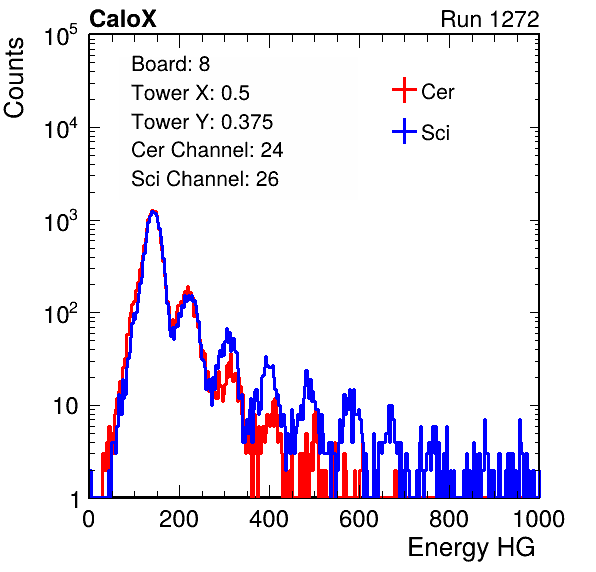 CaloX Run 1272
Counts
Board: 8
Tower X: 0.5
Tower Y: 0.375
Cer Channel: 24
Sci Channel: 26
Cer
Sci
10^5
10^4
10^3
10^2
10
1
0 200 400 600 800 1000
Energy HG